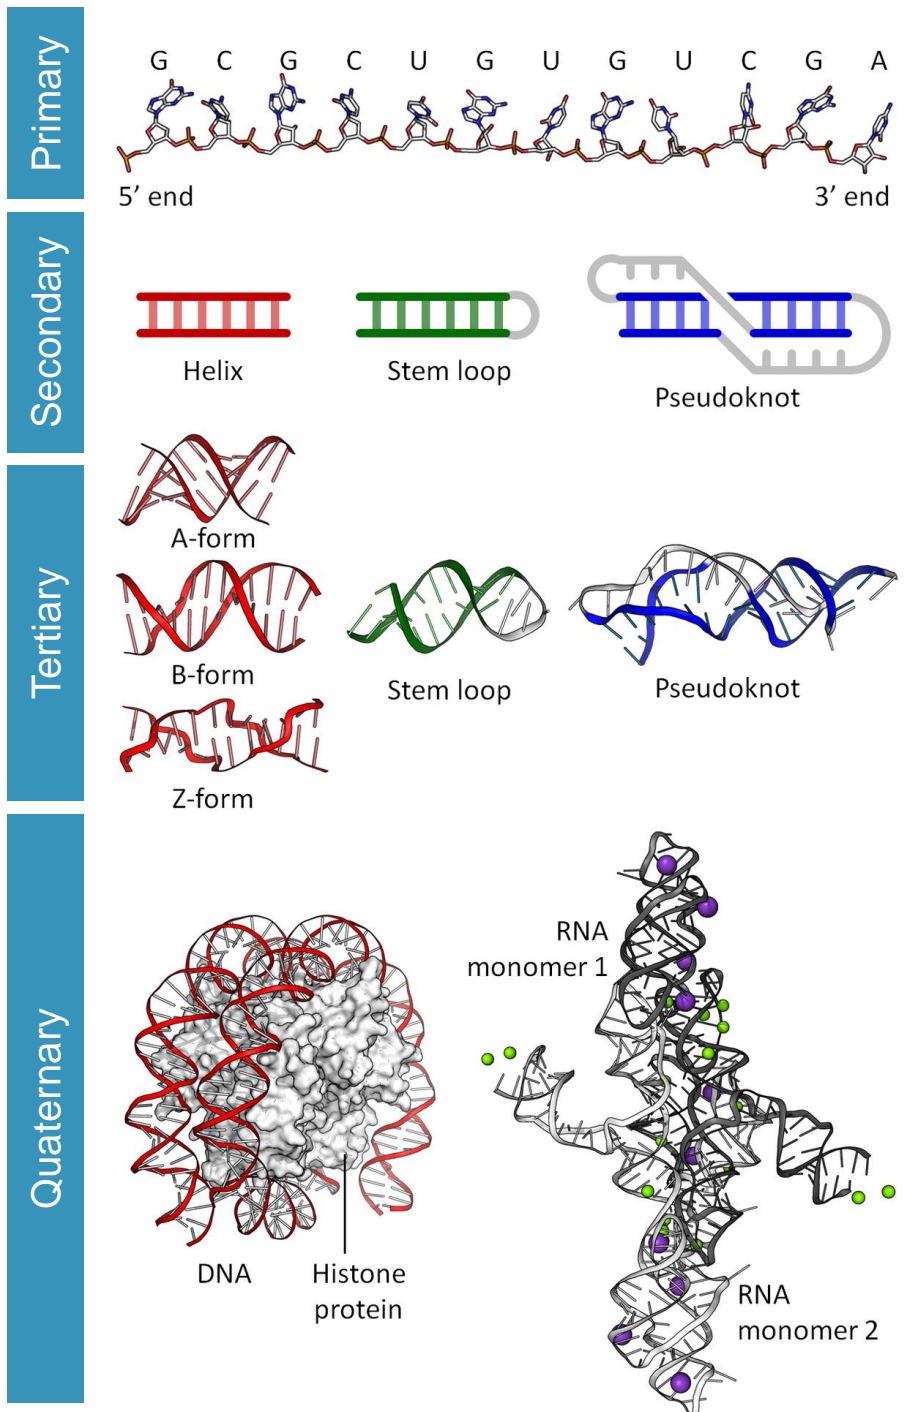 Primary
G C G C U G U G U C G A
5’ end
3’ end
Secondary
Helix
Stem loop
Pseudoknot
Tertiary
A-form
B-form
Z-form
Stem loop
Pseudoknot
Quaternary
RNA
monomer 1
DNA
Histone
protein
RNA
monomer 2